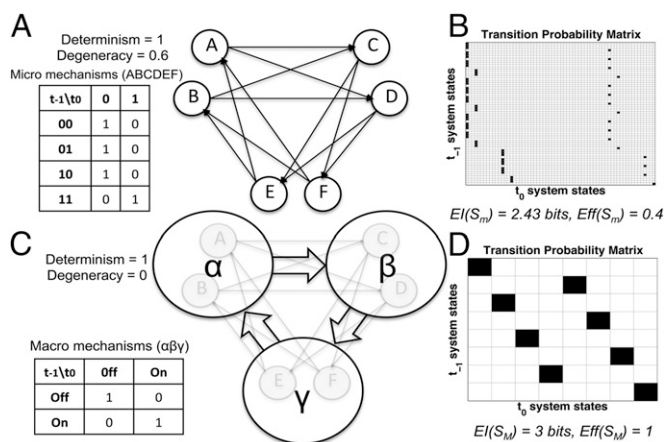 A
Determinism = 1
Degeneracy = 0.6
Micro mechanisms (ABCDEF)
t-1\t0 0 1
00 1 0
01 1 0
10 1 0
11 0 1
A
C
B
D
E
F
B
Transition Probability Matrix
t-1 system states
t0 system states
EI(Sm) = 2.43 bits, Eff(Sm) = 0.4
C
Determinism = 1
Degeneracy = 0
Macro mechanisms (αβγ)
t-1\t0 Off On
Off 1 0
On 0 1
A
C
α
β
B
D
E
F
γ
D
Transition Probability Matrix
t-1 system states
t0 system states
EI(SM) = 3 bits, Eff(SM) = 1